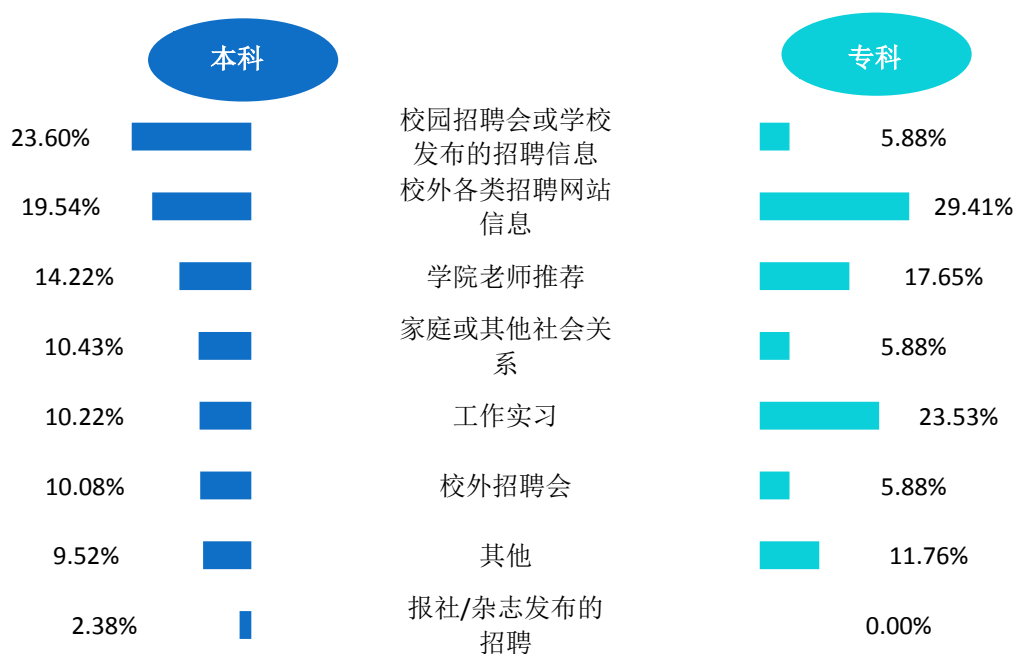 本科 专科
23.60% 校园招聘会或学校 5.88%
发布的招聘信息
19.54% 校外各类招聘网站 29.41%
信息
14.22% 学院老师推荐 17.65%
10.43% 家庭或其他社会关 5.88%
系
10.22% 工作实习 23.53%
10.08% 校外招聘会 5.88%
9.52% 其他 11.76%
2.38% 报社/杂志发布的 0.00%
招聘